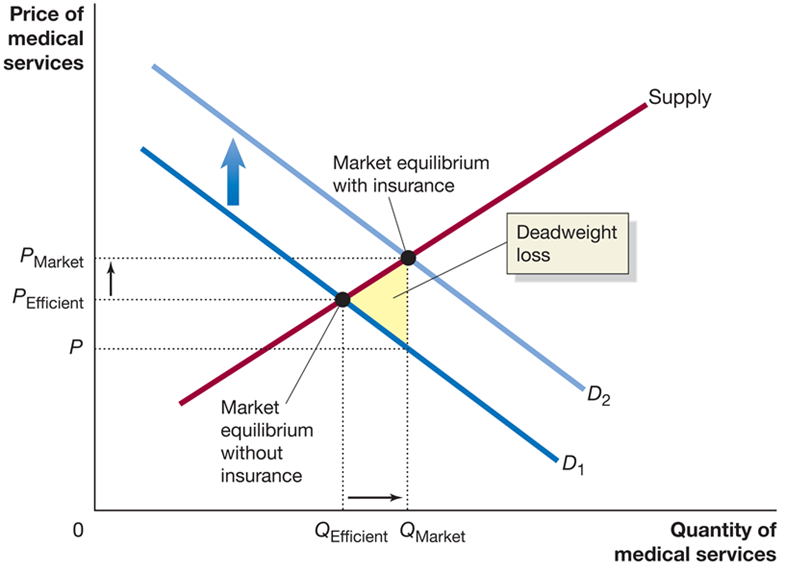 Price of
medical
services
Supply
Market equilibrium
with insurance
Deadweight
loss
PMarket
PEfficient
P
Market
equilibrium
without
insurance
D2
D1
0
QEfficient
QMarket
Quantity of
medical services